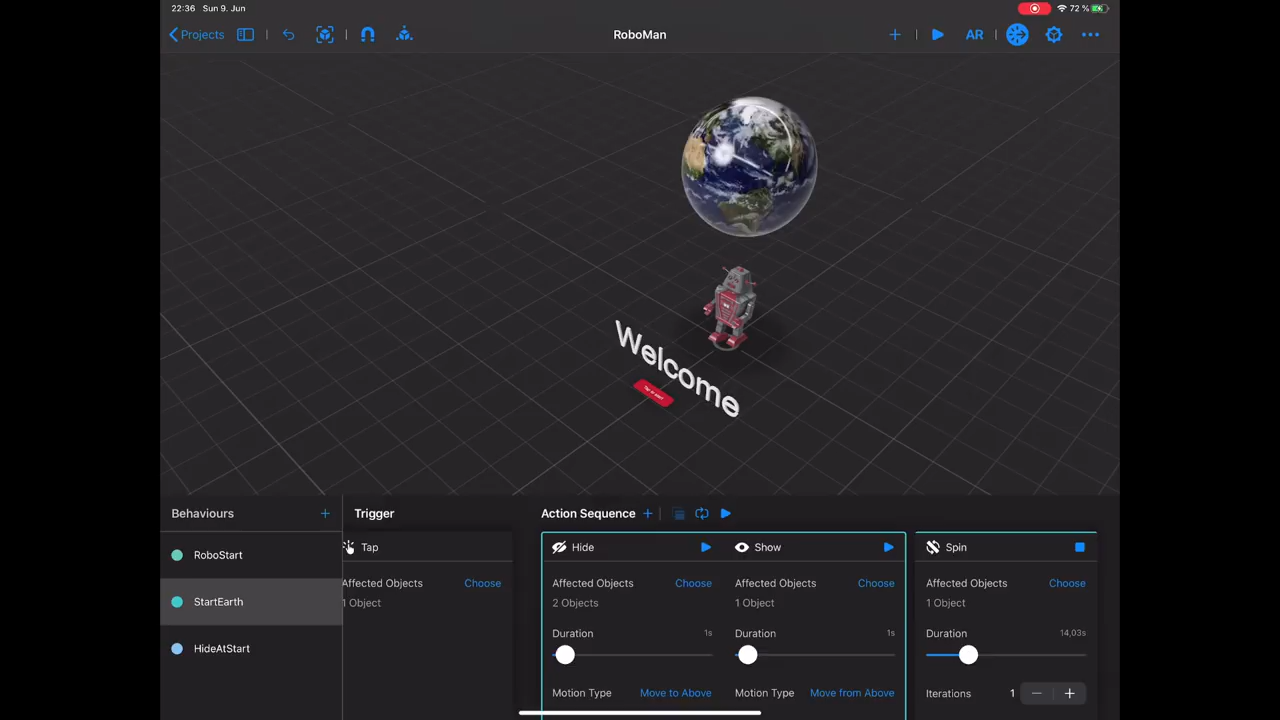 22:36 Sun 9. Jun 72 %
Projects RoboMan AR
Welcome
Behaviours
RoboStart
StartEarth
HideAtStart
Trigger
Tap
Affected Objects Choose
1 Object
Action Sequence
Hide
Affected Objects Choose
2 Objects
Duration 1s
Motion Type Move to Above
Show
Affected Objects Choose
1 Object
Duration 1s
Motion Type Move from Above
Spin
Affected Objects Choose
1 Object
Duration 14,03s
Iterations 1